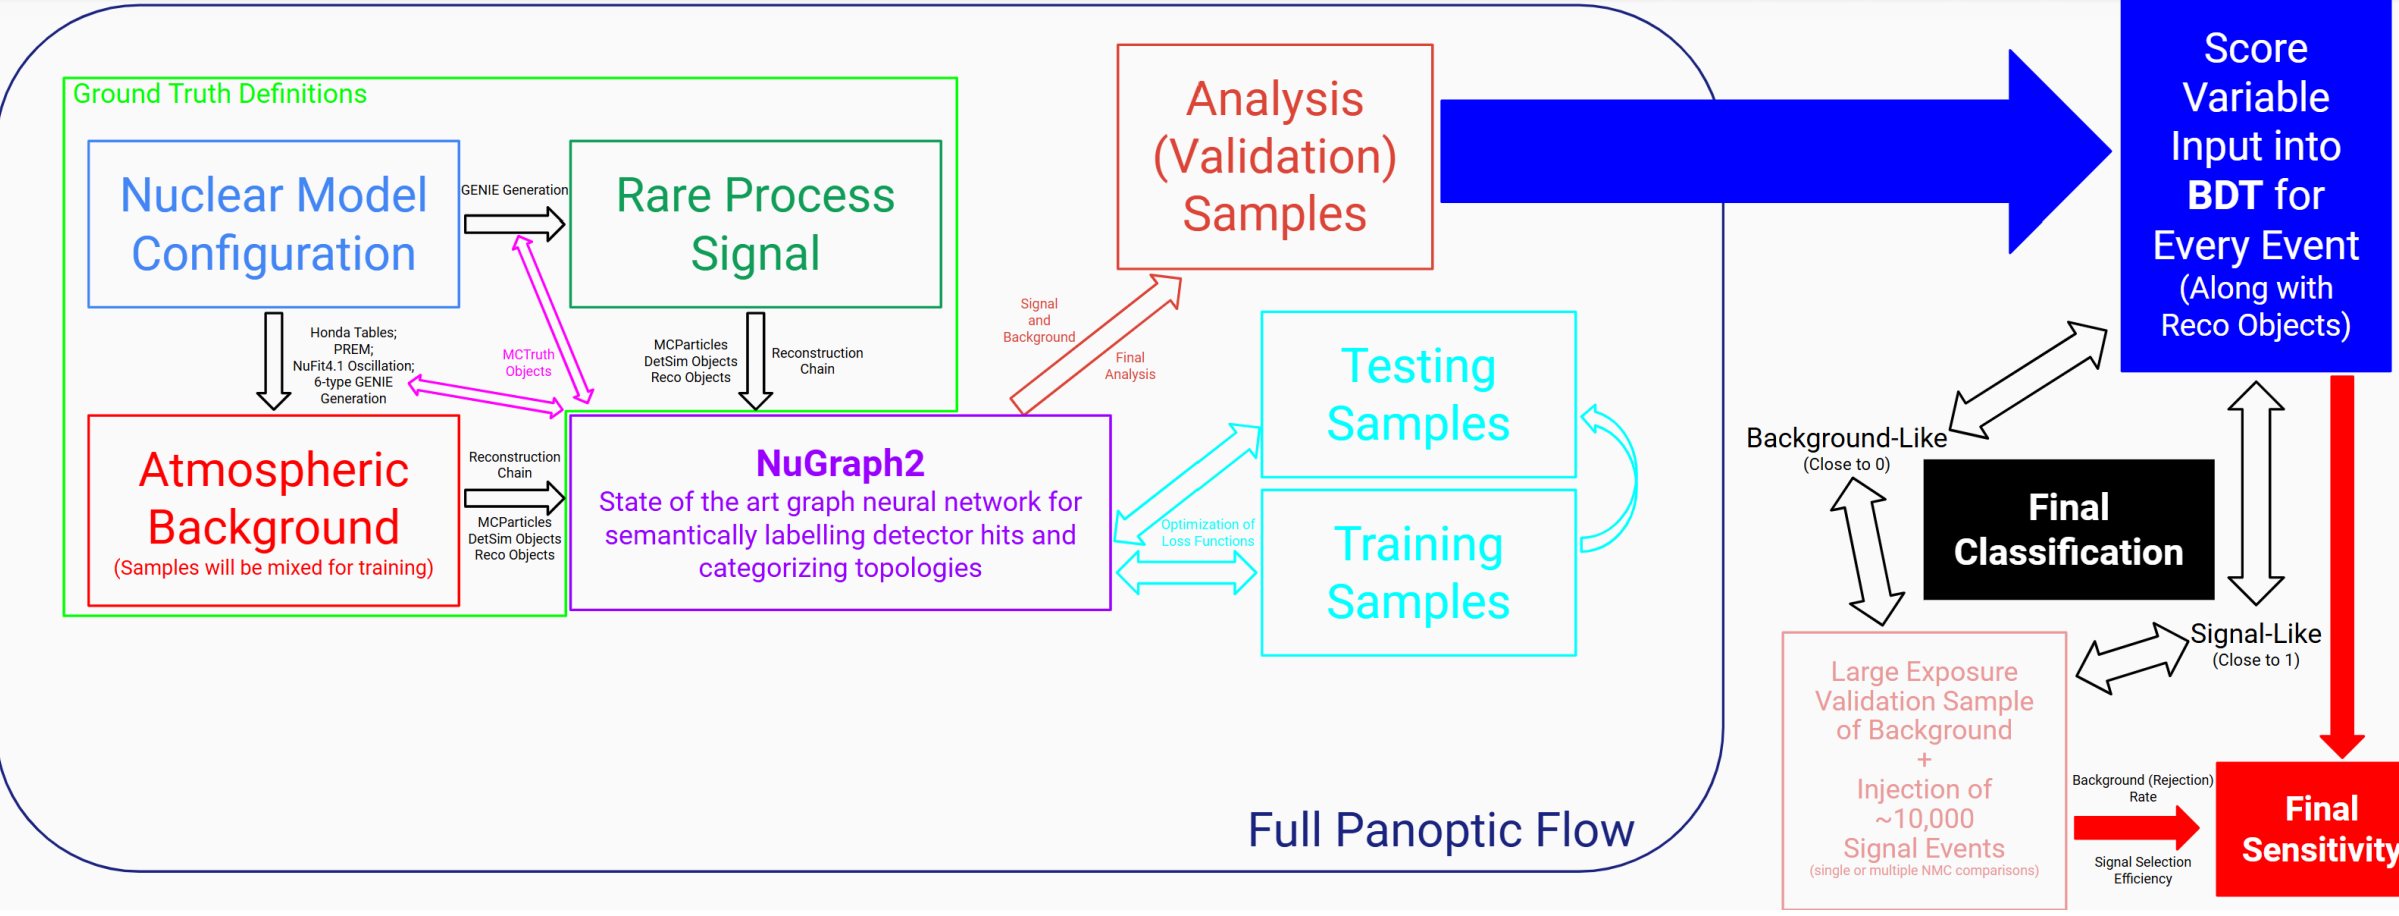 Ground Truth Definitions
Nuclear Model
Configuration
GENIE Generation
Rare Process
Signal
Honda Tables;
PREM;
NuFit4.1 Oscillation;
6-type GENIE
Generation
MCTruth
Objects
MCParticles
DetSim Objects
Reco Objects
Reconstruction
Chain
Atmospheric
Background
(Samples will be mixed for training)
Reconstruction
Chain
MCParticles
DetSim Objects
Reco Objects
NuGraph2
State of the art graph neural network for
semantically labelling detector hits and
categorizing topologies
Signal
and
Background
Final
Analysis
Analysis
(Validation)
Samples
Testing
Samples
Optimization of
Loss Functions
Training
Samples
Full Panoptic Flow
Score
Variable
Input into
BDT for
Every Event
(Along with
Reco Objects)
Background-Like
(Close to 0)
Final
Classification
Signal-Like
(Close to 1)
Large Exposure
Validation Sample
of Background
+
Injection of
~10,000
Signal Events
(single or multiple NMC comparisons)
Background (Rejection)
Rate
Signal Selection
Efficiency
Final
Sensitivity